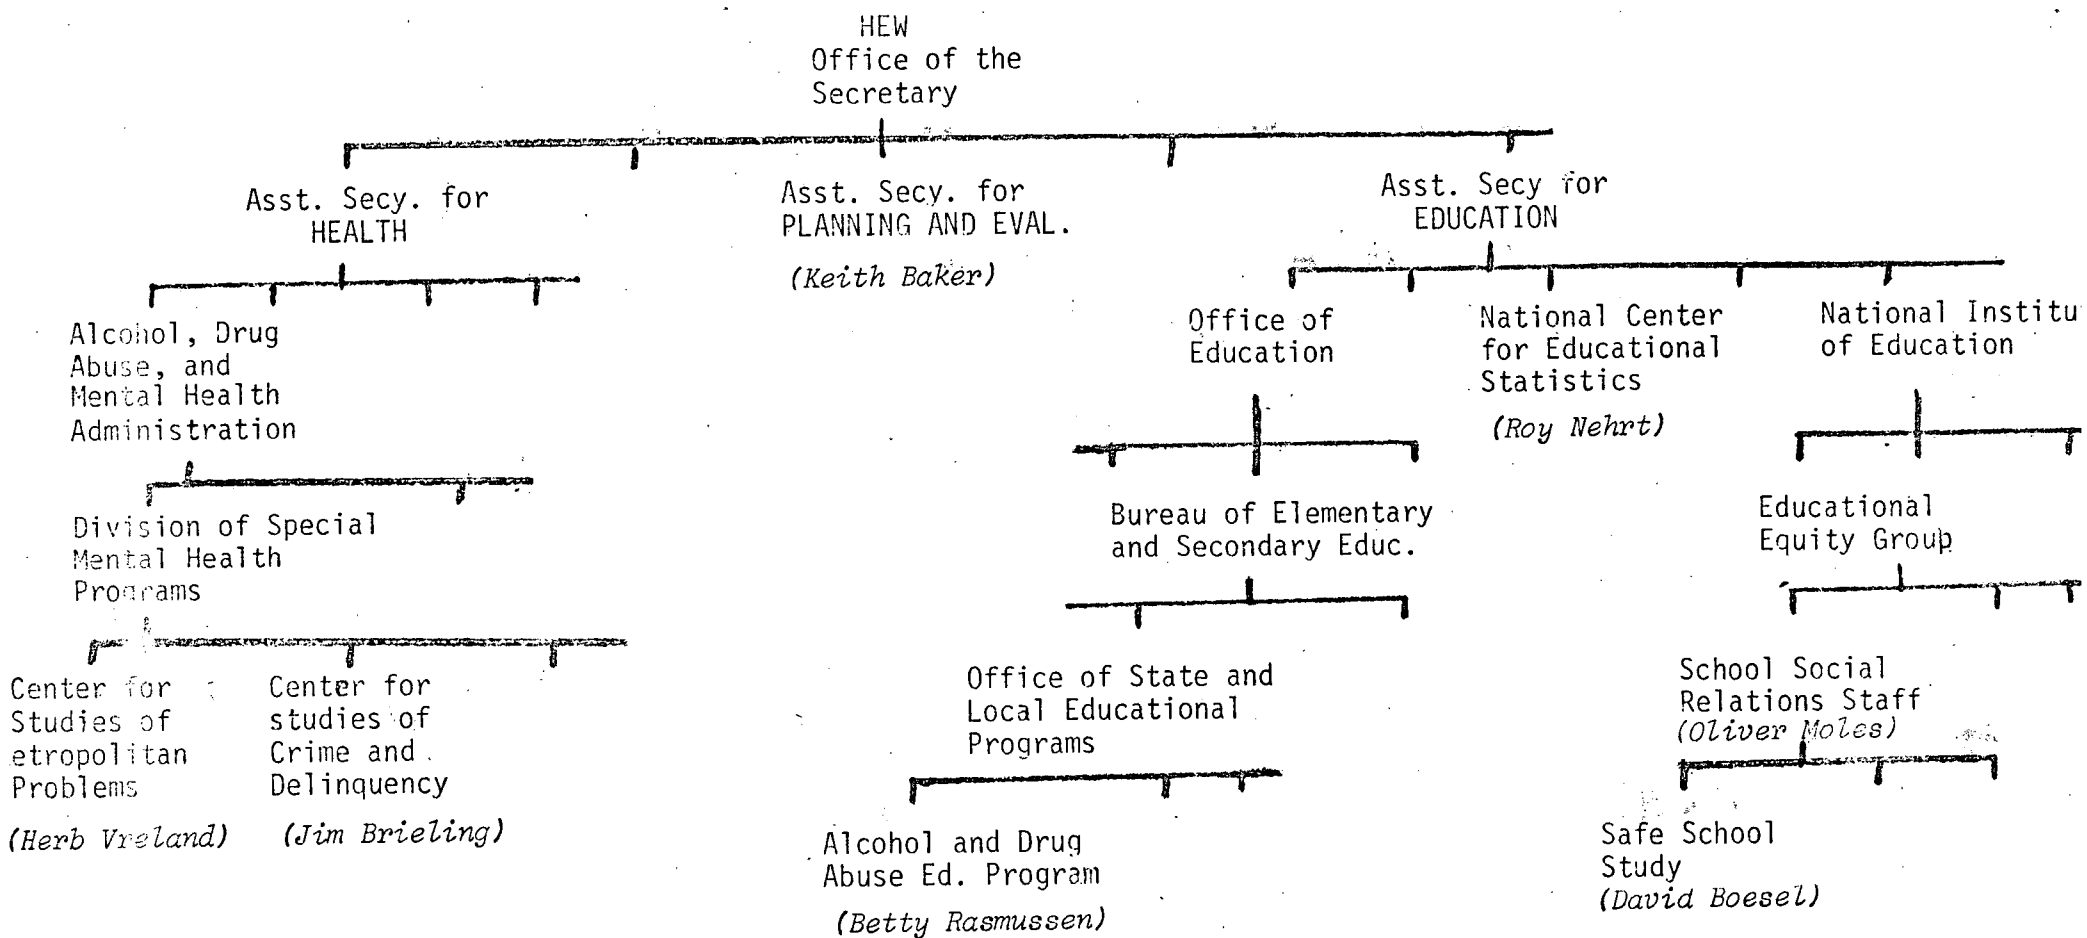 HEW
Office of the
Secretary
Asst. Secy. for
HEALTH
Asst. Secy. for
PLANNING AND EVAL.
(Keith Baker)
Asst. Secy for
EDUCATION
Alcohol, Drug
Abuse, and
Mental Health
Administration
Office of
Education
National Center
for Educational
Statistics
(Roy Nehrt)
National Institu
of Education
Division of Special
Mental Health
Programs
Bureau of Elementary
and Secondary Educ.
Educational
Equity Group
Center for
Studies of
etropolitan
Problems
(Herb Vreland)
Center for
studies of
Crime and
Delinquency
(Jim Brieling)
Office of State and
Local Educational
Programs
School Social
Relations Staff
(Oliver Moles)
Alcohol and Drug
Abuse Ed. Program
(Betty Rasmussen)
Safe School
Study
(David Boesel)